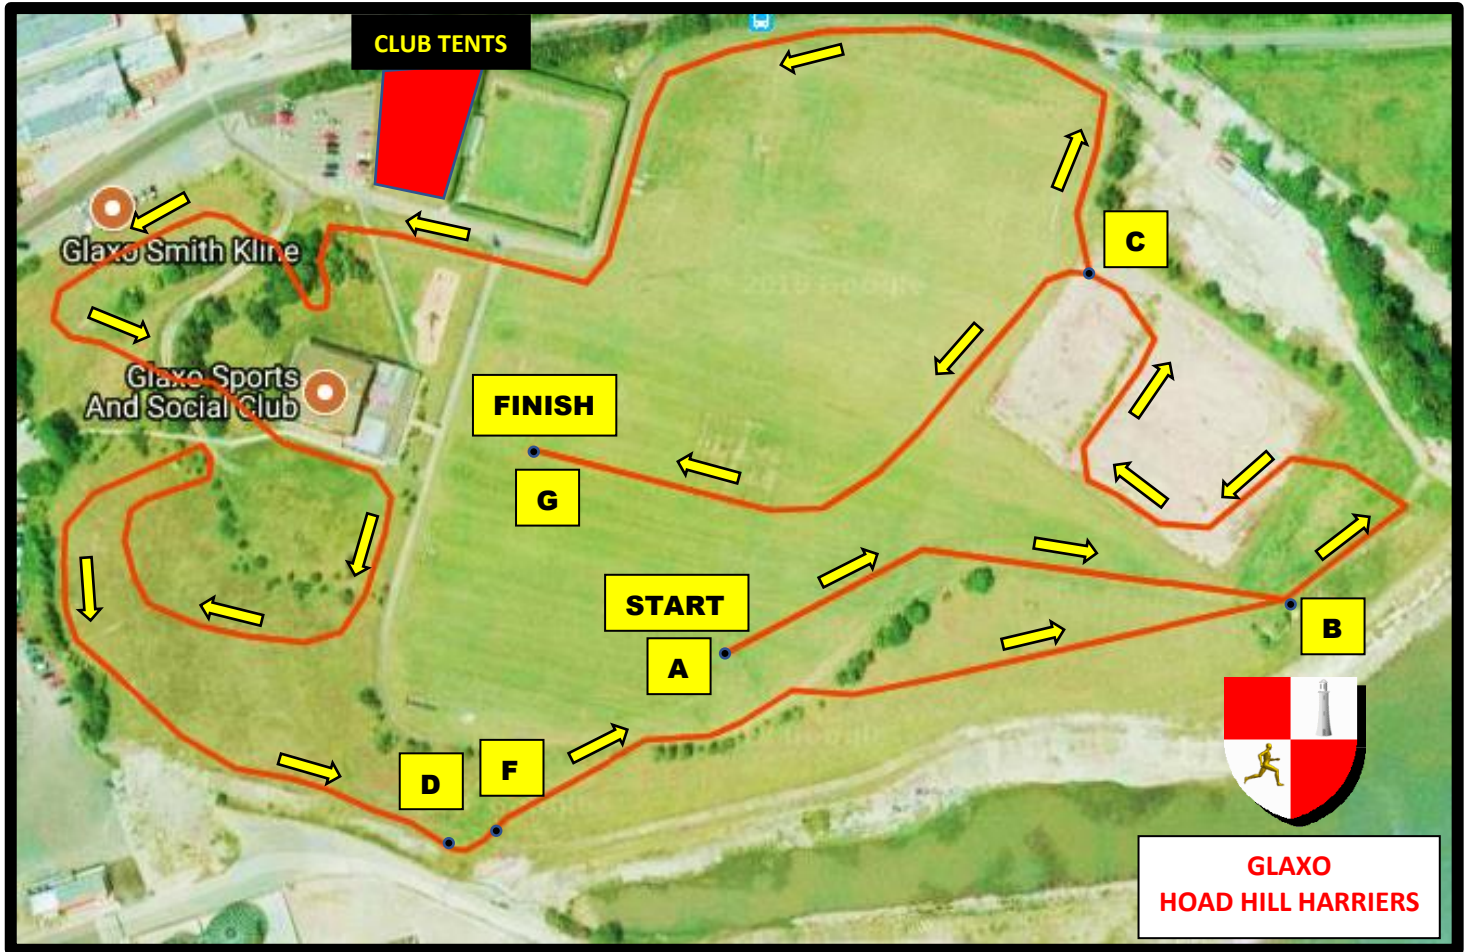 CLUB TENTS
Glaxo Smith Kline
C
Glaxo Sports
And Social Club
FINISH
G
START
A
B
D
F
GLAXO
HOAD HILL HARRIERS